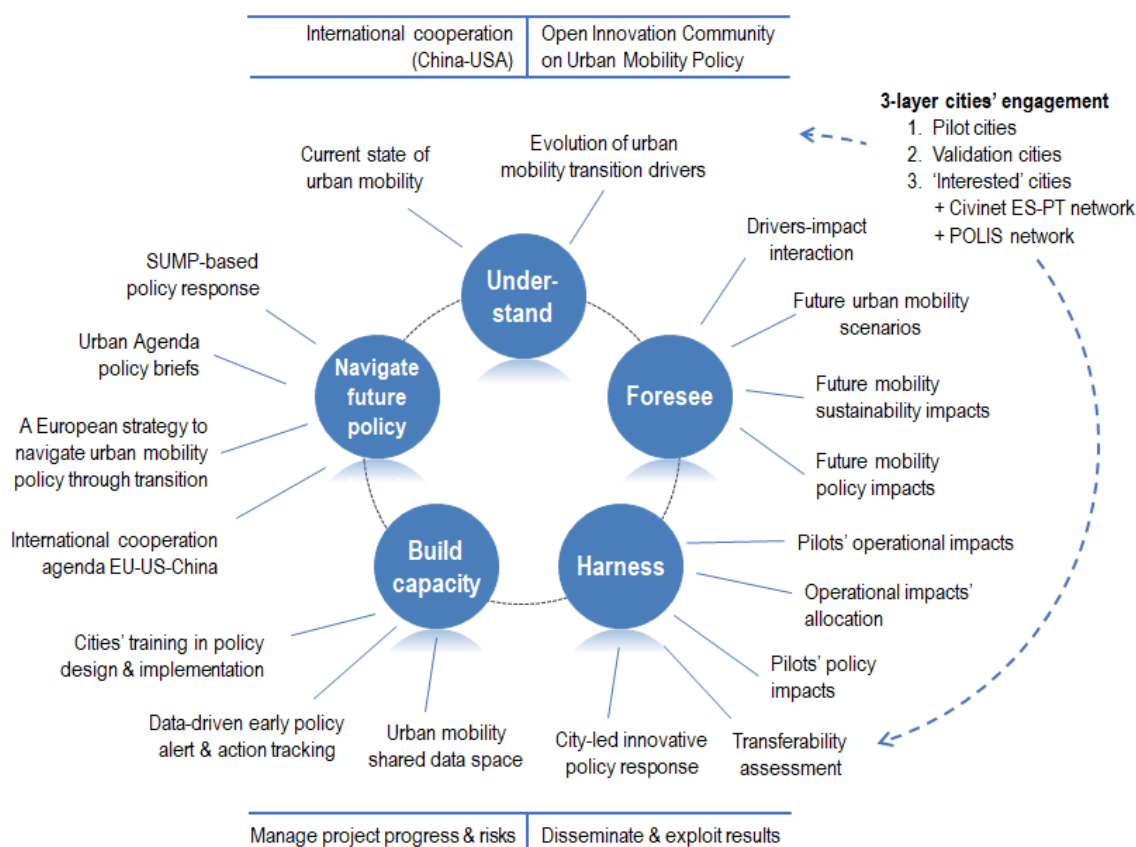 International cooperation
(China-USA)
Open Innovation Community
on Urban Mobility Policy
3-layer cities' engagement
1. Pilot cities
2. Validation cities
3. ‘Interested’ cities
+ Civinet ES-PT network
+ POLIS network
Current state of
urban mobility
Evolution of urban
mobility transition drivers
Under-
stand
Drivers-impact
interaction
Future urban mobility
scenarios
Foresee
Future mobility
sustainability impacts
Future mobility
policy impacts
Harness
Pilots’ operational impacts
Operational impacts’
allocation
Pilots’ policy
impacts
Transferability
assessment
City-led innovative
policy response
Build
capacity
Urban mobility
shared data space
Data-driven early policy
alert & action tracking
Cities’ training in policy
design & implementation
Navigate
future
policy
International cooperation
agenda EU-US-China
A European strategy to
navigate urban mobility
policy through transition
Urban Agenda
policy briefs
SUMP-based
policy response
Manage project progress & risks
Disseminate & exploit results